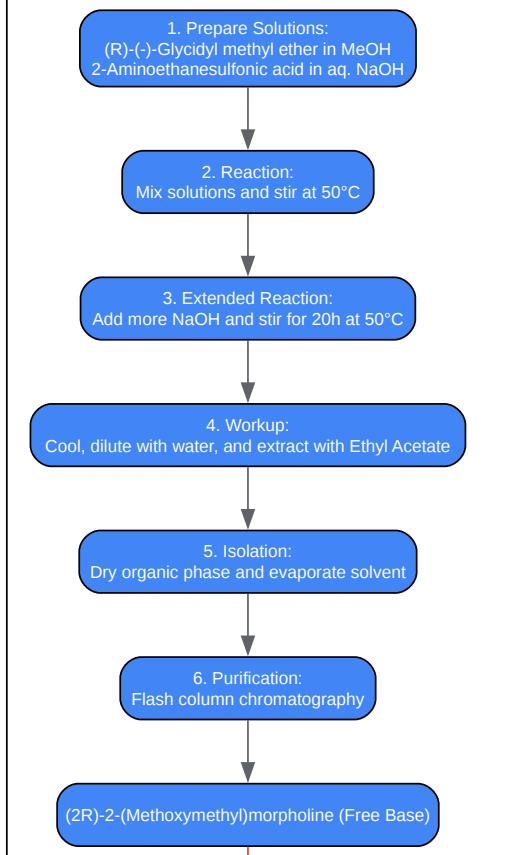 1. Prepare Solutions:
(R)-(-)-Glycidyl methyl ether in MeOH
2-Aminoethanesulfonic acid in aq. NaOH
2. Reaction:
Mix solutions and stir at 50°C
3. Extended Reaction:
Add more NaOH and stir for 20h at 50°C
4. Workup:
Cool, dilute with water, and extract with Ethyl Acetate
5. Isolation:
Dry organic phase and evaporate solvent
6. Purification:
Flash column chromatography
(2R)-2-(Methoxymethyl)morpholine (Free Base)